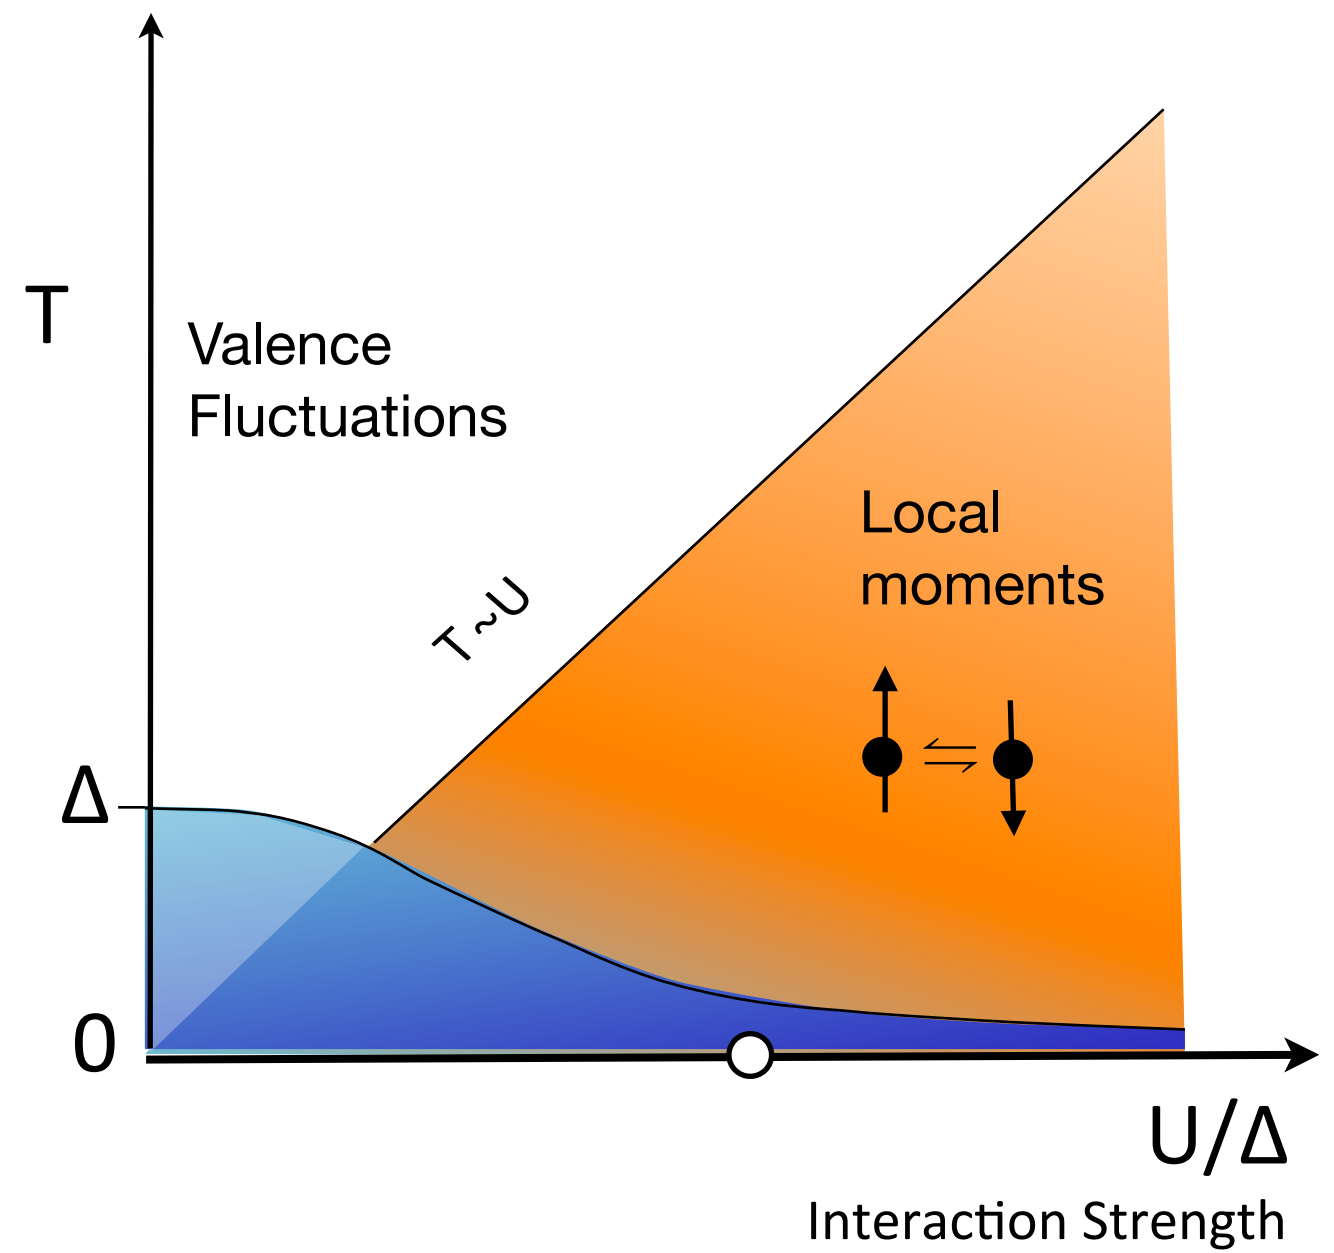 T
Valence
Fluctuations
Local
moments
T ~U
Δ
0
U/Δ
Interaction Strength